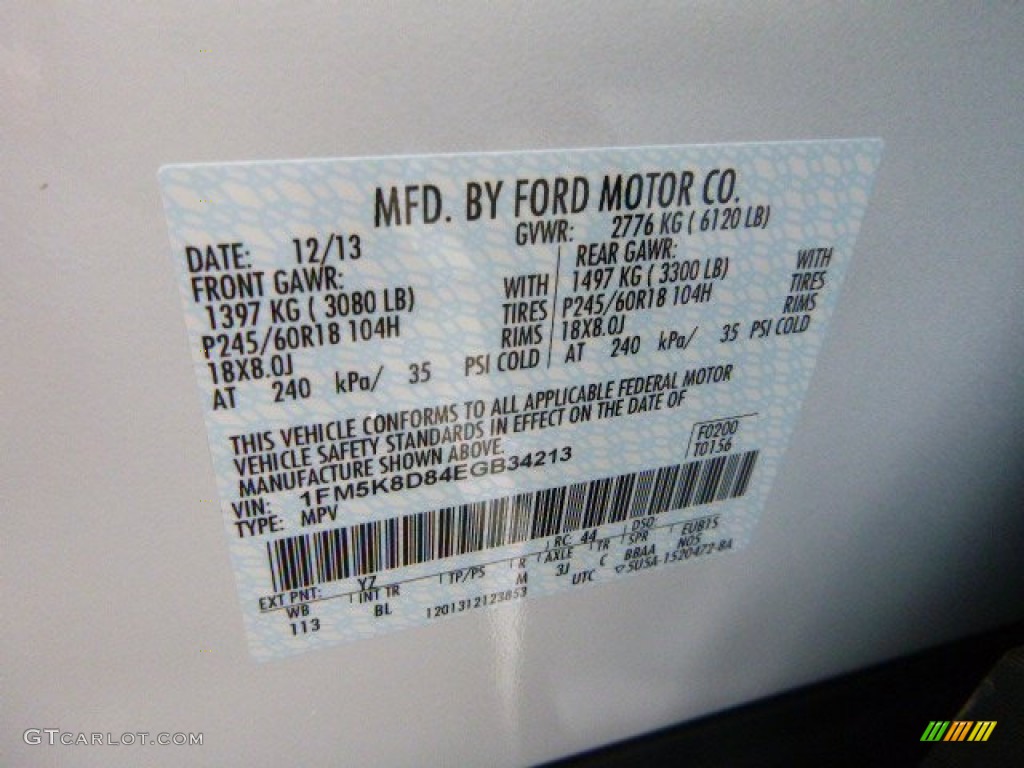 MFD. BY FORD MOTOR CO.
DATE: 12/13 GVWR: 2776 KG ( 6120 LB)
FRONT GAWR: REAR GAWR:
1397 KG ( 3080 LB) WITH 1497 KG ( 3300 LB) WITH
P245/60R18 104H TIRES P245/60R18 104H TIRES
18X8.0J RIMS 18X8.0J RIMS
AT 240 kPa/ 35 PSI COLD AT 240 kPa/ 35 PSI COLD
THIS VEHICLE CONFORMS TO ALL APPLICABLE FEDERAL MOTOR
VEHICLE SAFETY STANDARDS IN EFFECT ON THE DATE OF
MANUFACTURE SHOWN ABOVE.
F0200
T0156
VIN: 1FM5K8D84EGB34213
TYPE: MPV
EXT PNT: YZ RC 44 DSO EUB15
WB INT TR TP/PS R AXLE TR SPR N05
113 BL M 3J C BBAA
1201312123853 UTC ▽5USA-1520472-BA
GTCARLOT.COM